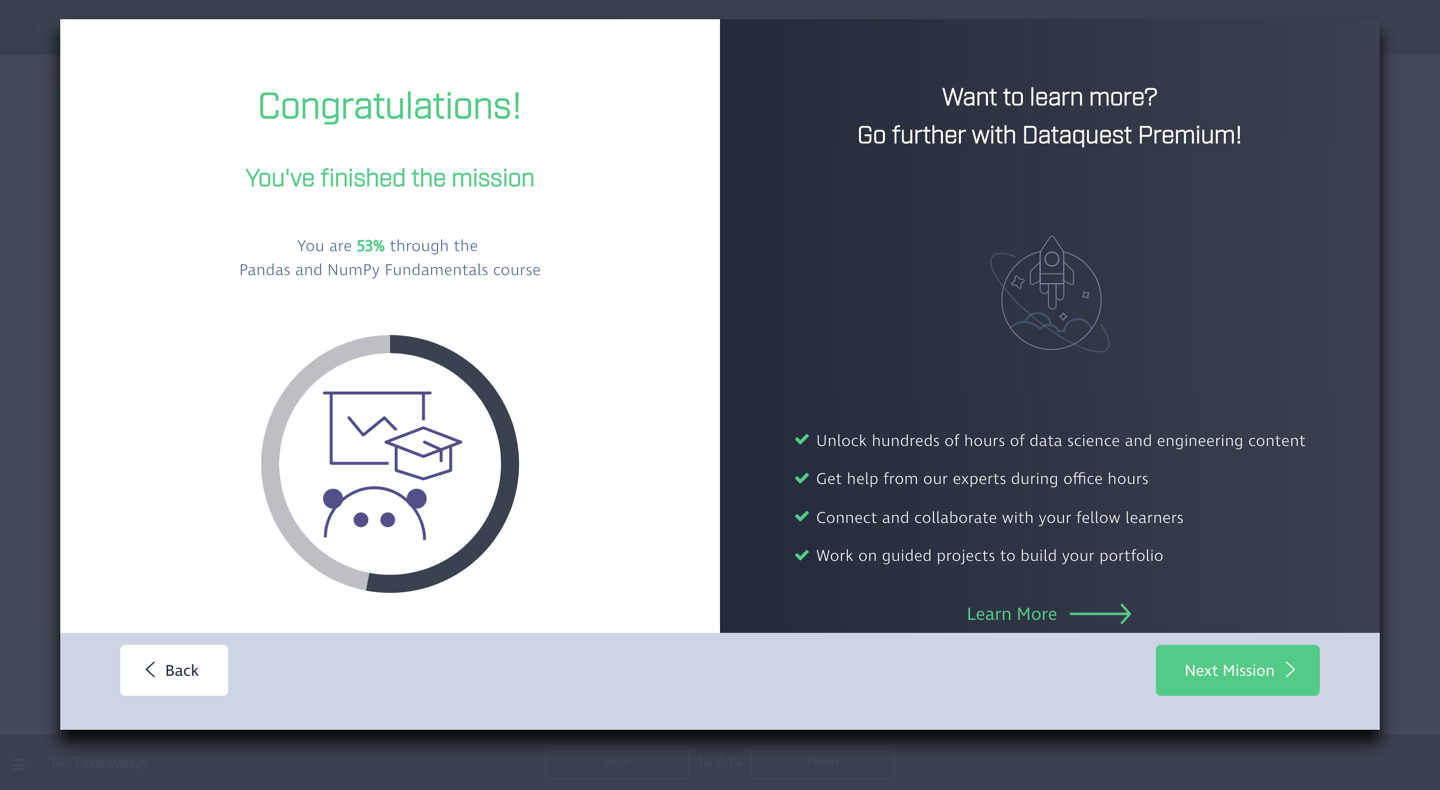 Congratulations!
You've finished the mission
You are 53% through the
Pandas and NumPy Fundamentals course
Want to learn more?
Go further with Dataquest Premium!
Unlock hundreds of hours of data science and engineering content
Get help from our experts during office hours
Connect and collaborate with your fellow learners
Work on guided projects to build your portfolio
Learn More
Back
Next Mission
14. Takeaways
Back
14 / 14
Finish